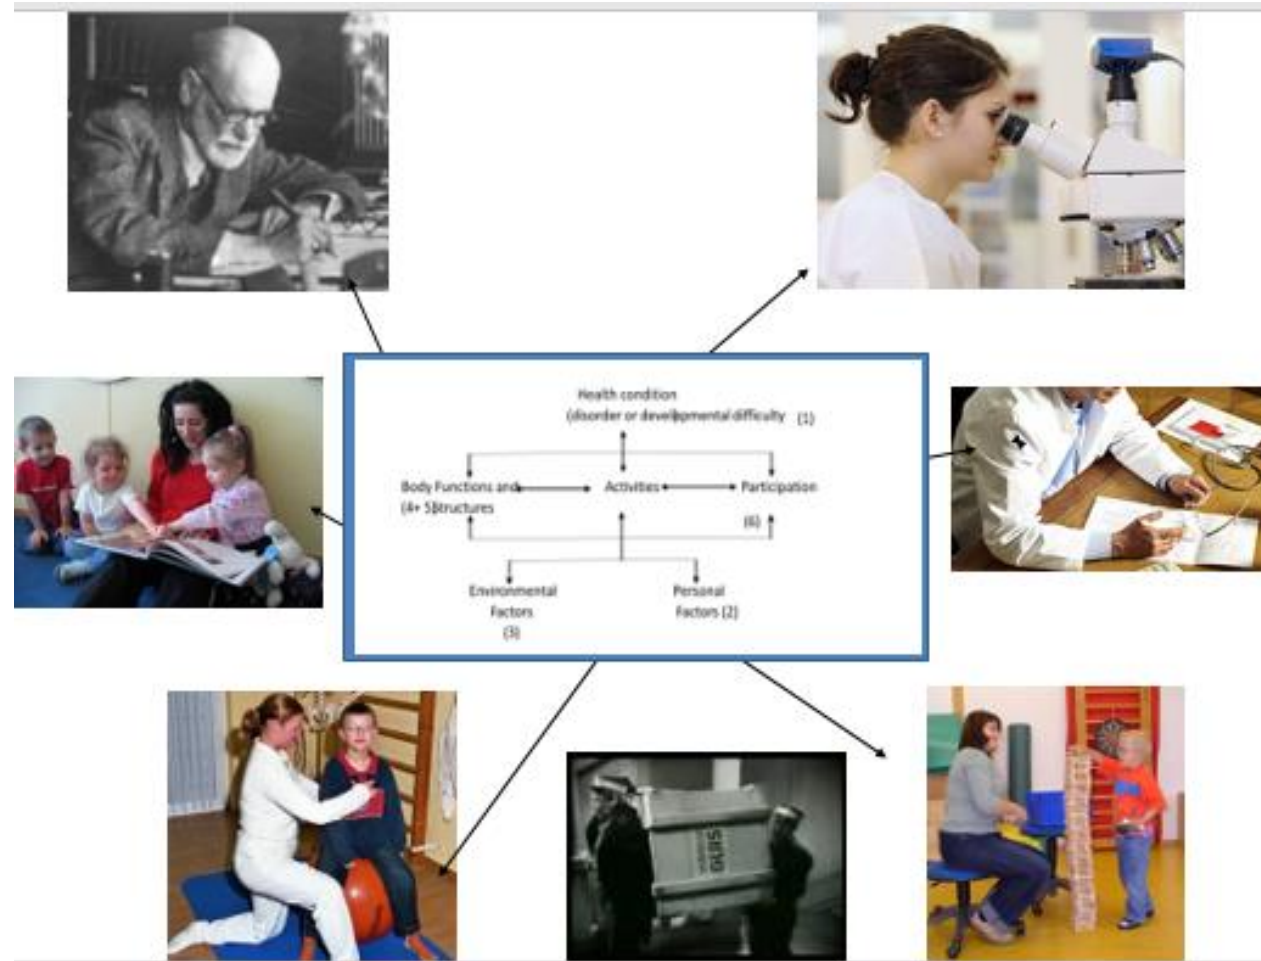 Health condition
(disorder or developmental difficulty (1)
Body Functions and
(4+ 5)Structures
Activities
Participation
(6)
Environmental
Factors
(3)
Personal
Factors (2)